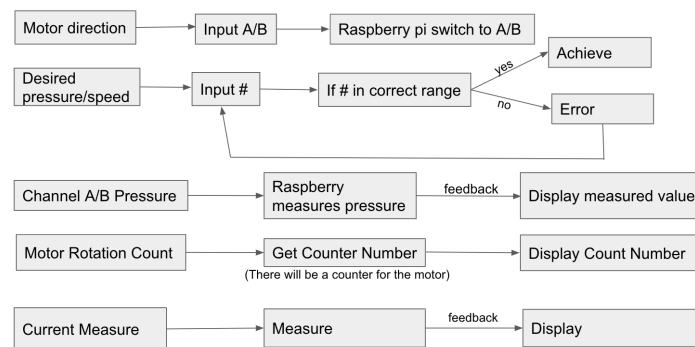 Motor direction
Input A/B
Raspberry pi switch to A/B
Achieve
yes
Desired
pressure/speed
Input #
If # in correct range
no
Error
Channel A/B Pressure
Raspberry
measures pressure
feedback
Display measured value
Motor Rotation Count
Get Counter Number
Display Count Number
(There will be a counter for the motor)
Current Measure
Measure
feedback
Display